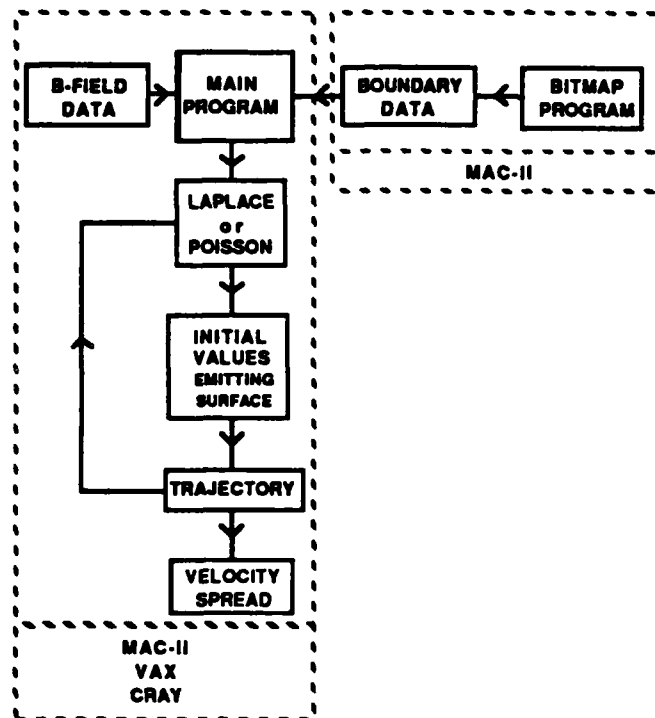 B-FIELD
DATA
MAIN
PROGRAM
BOUNDARY
DATA
BITMAP
PROGRAM
MAC-II
LAPLACE
or
POISSON
INITIAL
VALUES
EMITTING
SURFACE
TRAJECTORY
VELOCITY
SPREAD
MAC-II
VAX
CRAY